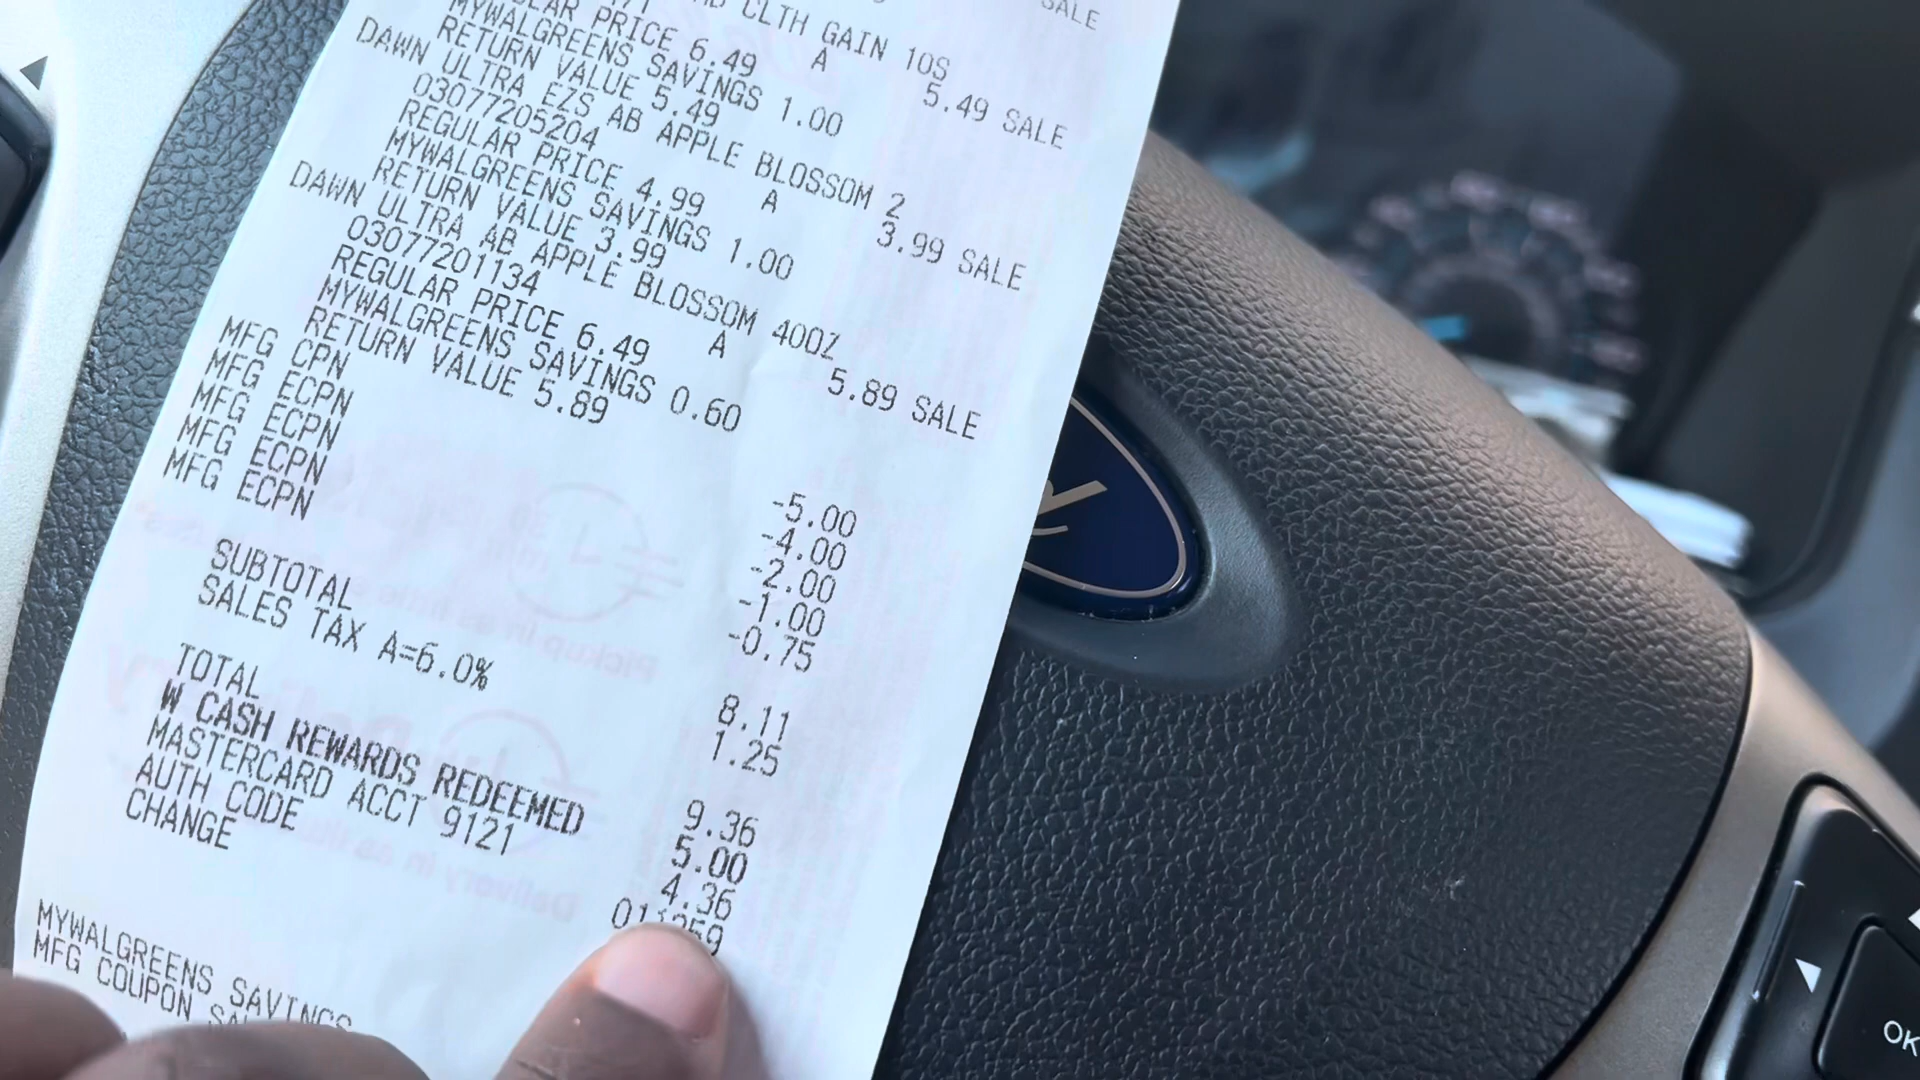 SALE
CLTH GAIN 10S
PRICE 6.49 A 5.49 SALE
MYWALGREENS SAVINGS 1.00
RETURN VALUE 5.49
DAWN ULTRA EZS AB APPLE BLOSSOM 2
03077205204 A 3.99 SALE
REGULAR PRICE 4.99
MYWALGREENS SAVINGS 1.00
RETURN VALUE 3.99
DAWN ULTRA AB APPLE BLOSSOM 40OZ
03077201134 A 5.89 SALE
REGULAR PRICE 6.49
MYWALGREENS SAVINGS 0.60
RETURN VALUE 5.89
MFG CPN -5.00
MFG ECPN -4.00
MFG ECPN -2.00
MFG ECPN -1.00
MFG ECPN -0.75
SUBTOTAL 8.11
SALES TAX A=6.0% 1.25
TOTAL 9.36
W CASH REWARDS REDEEMED 5.00
MASTERCARD ACCT 9121 4.36
AUTH CODE
CHANGE
MYWALGREENS SAVINGS
MFG COUPON
OK